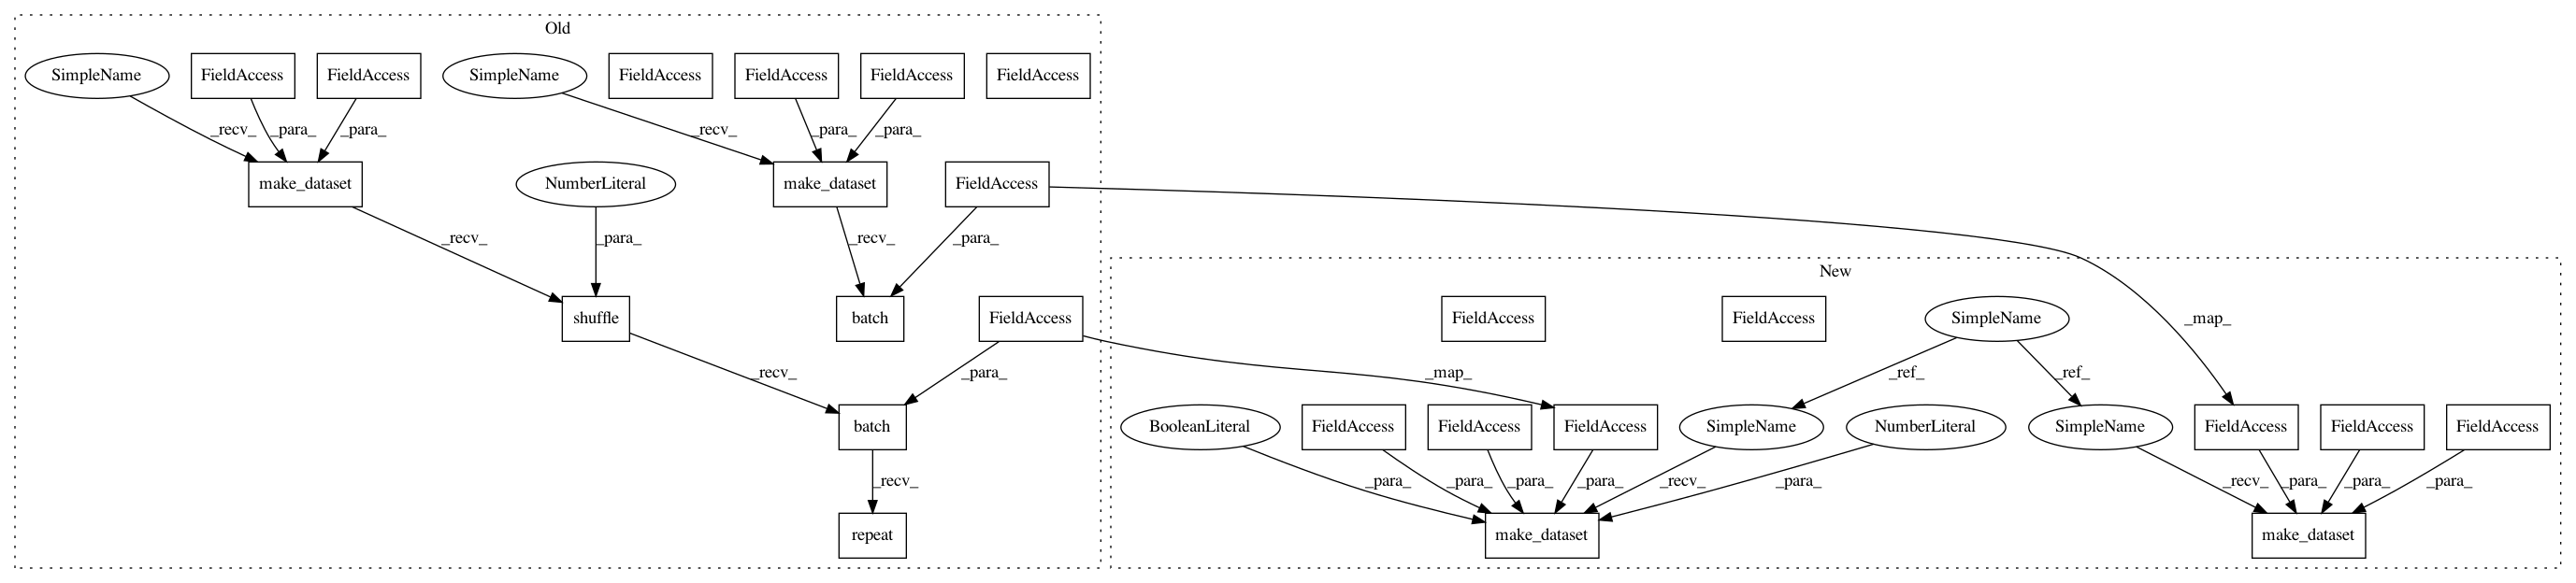 Old
SimpleName
FieldAccess
FieldAccess
SimpleName
FieldAccess
FieldAccess
FieldAccess
FieldAccess
_recv_
_para_
_para_
_recv_
_para_
_para_
make_dataset
NumberLiteral
make_dataset
FieldAccess
_recv_
_para_
_recv_
_para_
New
shuffle
batch
FieldAccess
FieldAccess
FieldAccess
SimpleName
_map_
_recv_
_para_
_map_
_ref_
_ref_
batch
BooleanLiteral
FieldAccess
FieldAccess
FieldAccess
SimpleName
NumberLiteral
SimpleName
FieldAccess
FieldAccess
FieldAccess
_recv_
_para_
_para_
_para_
_para_
_recv_
_para_
_recv_
_para_
_para_
_para_
repeat
make_dataset
make_dataset